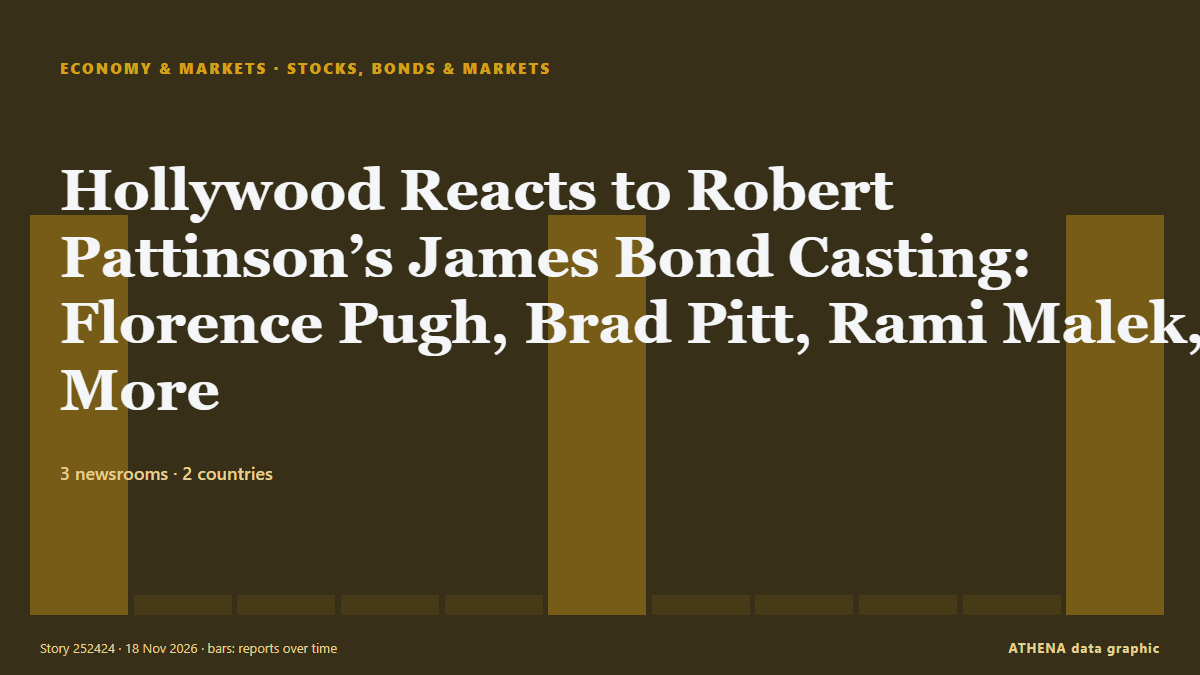 ECONOMY & MARKETS · STOCKS, BONDS & MARKETS
Hollywood Reacts to Robert
Pattinson’s James Bond Casting:
Florence Pugh, Brad Pitt, Rami Malek,
More
3 newsrooms · 2 countries
Story 252424 · 18 Nov 2026 · bars: reports over time
ATHENA data graphic